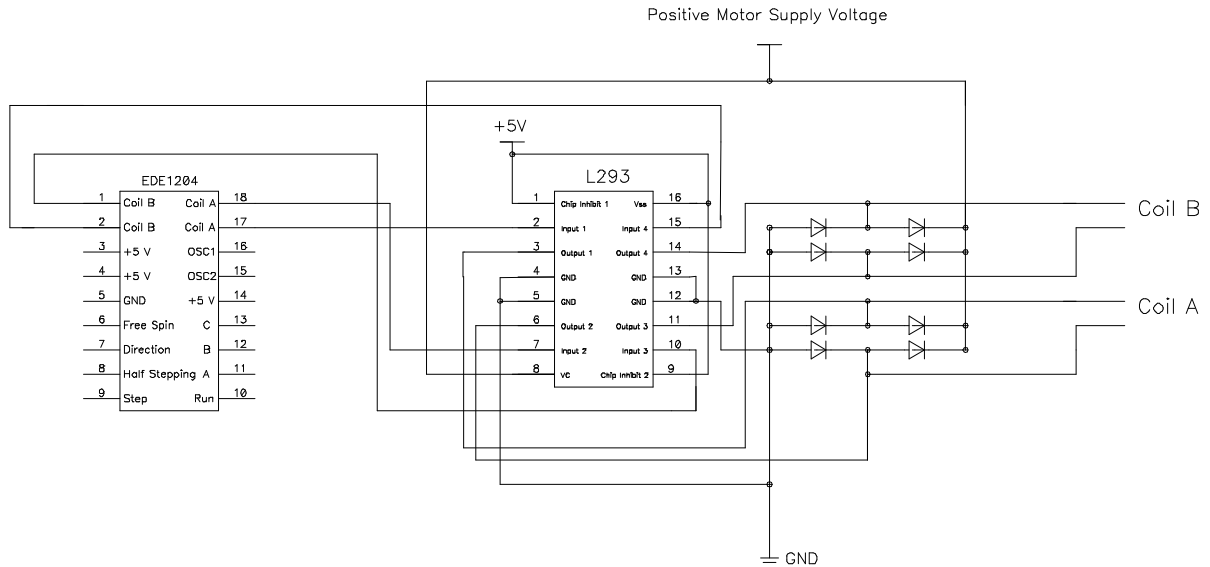 Positive Motor Supply Voltage
+5V
EDE1204
1 Coil B Coil A 18
2 Coil B Coil A 17
3 +5 V OSC1 16
4 +5 V OSC2 15
5 GND +5 V 14
6 Free Spin C 13
7 Direction B 12
8 Half Stepping A 11
9 Step Run 10
L293
1 Chip Inhibit 1 Vss 16
2 Input 1 Input 4 15
3 Output 1 Output 4 14
4 GND GND 13
5 GND GND 12
6 Output 2 Output 3 11
7 Input 2 Input 3 10
8 VC Chip Inhibit 2 9
Coil B
Coil A
GND